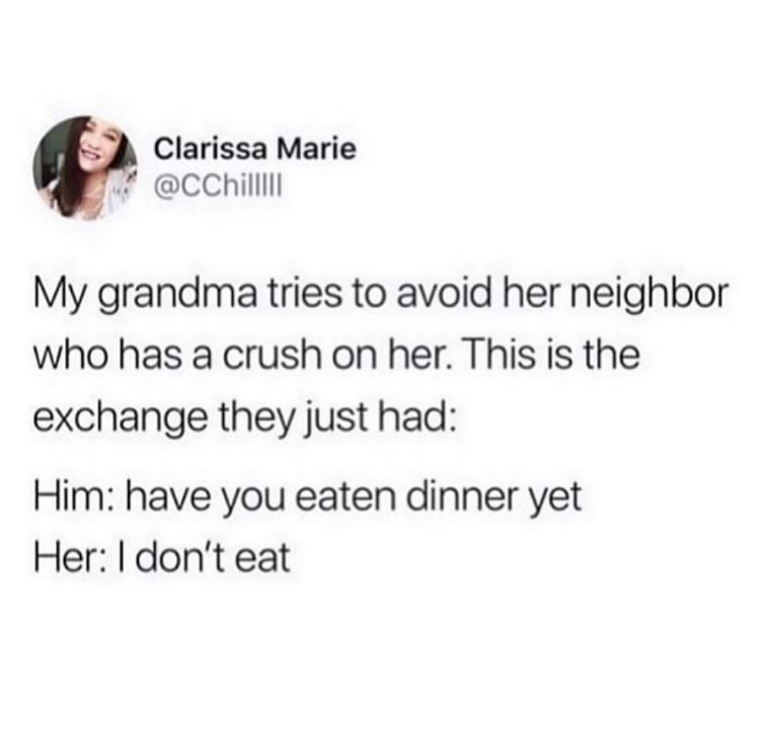 Clarissa Marie
@CChillllll
My grandma tries to avoid her neighbor
who has a crush on her. This is the
exchange they just had:
Him: have you eaten dinner yet
Her: I don't eat